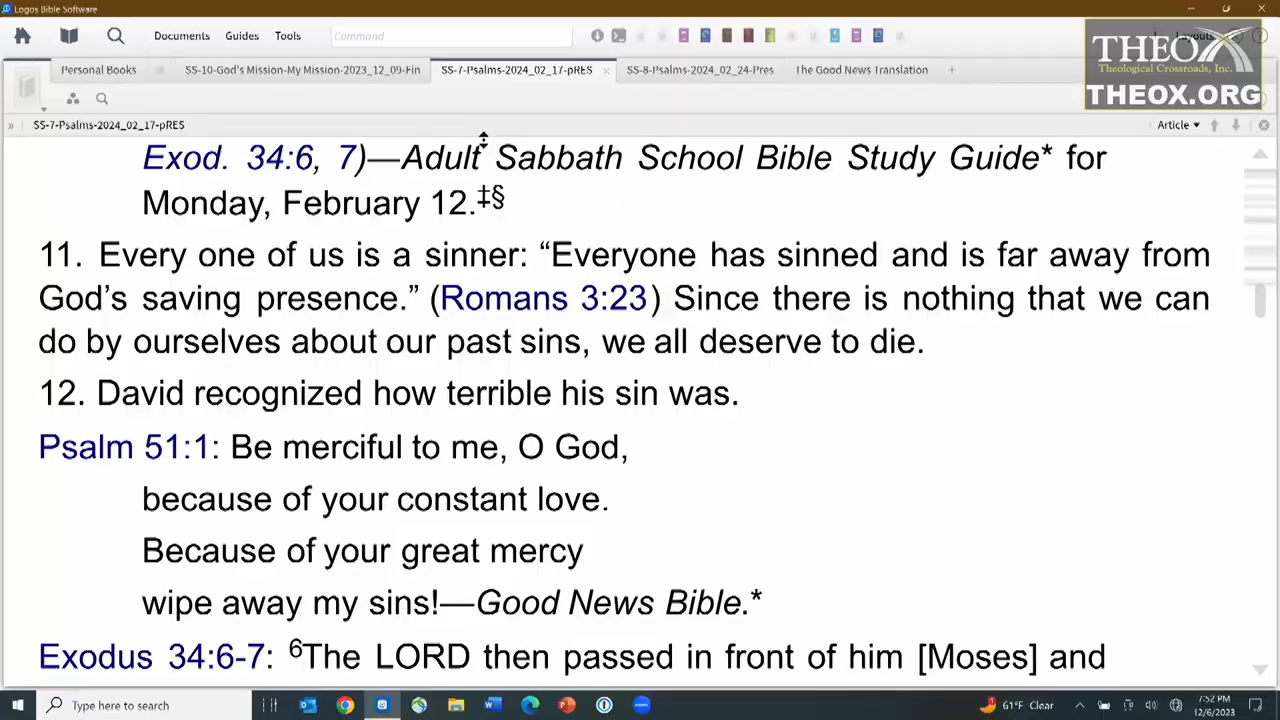 Logos Bible Software
Documents Guides Tools Command
THEOX
Theological Crossroads, Inc.
THEOX.ORG
Personal Books SS-10-God's Mission-My Mission-2023_12_09-Fin SS-7-Psalms-2024_02_17-pRES SS-8-Psalms-2024_02_24-Pres The Good News Translation
SS-7-Psalms-2024_02_17-pRES Article
Exod. 34:6, 7)—Adult Sabbath School Bible Study Guide* for
Monday, February 12.‡§
11. Every one of us is a sinner: “Everyone has sinned and is far away from
God’s saving presence.” (Romans 3:23) Since there is nothing that we can
do by ourselves about our past sins, we all deserve to die.
12. David recognized how terrible his sin was.
Psalm 51:1: Be merciful to me, O God,
because of your constant love.
Because of your great mercy
wipe away my sins!—Good News Bible.*
Exodus 34:6-7: 6The LORD then passed in front of him [Moses] and
Type here to search 61°F Clear 7:52 PM
12/6/2023